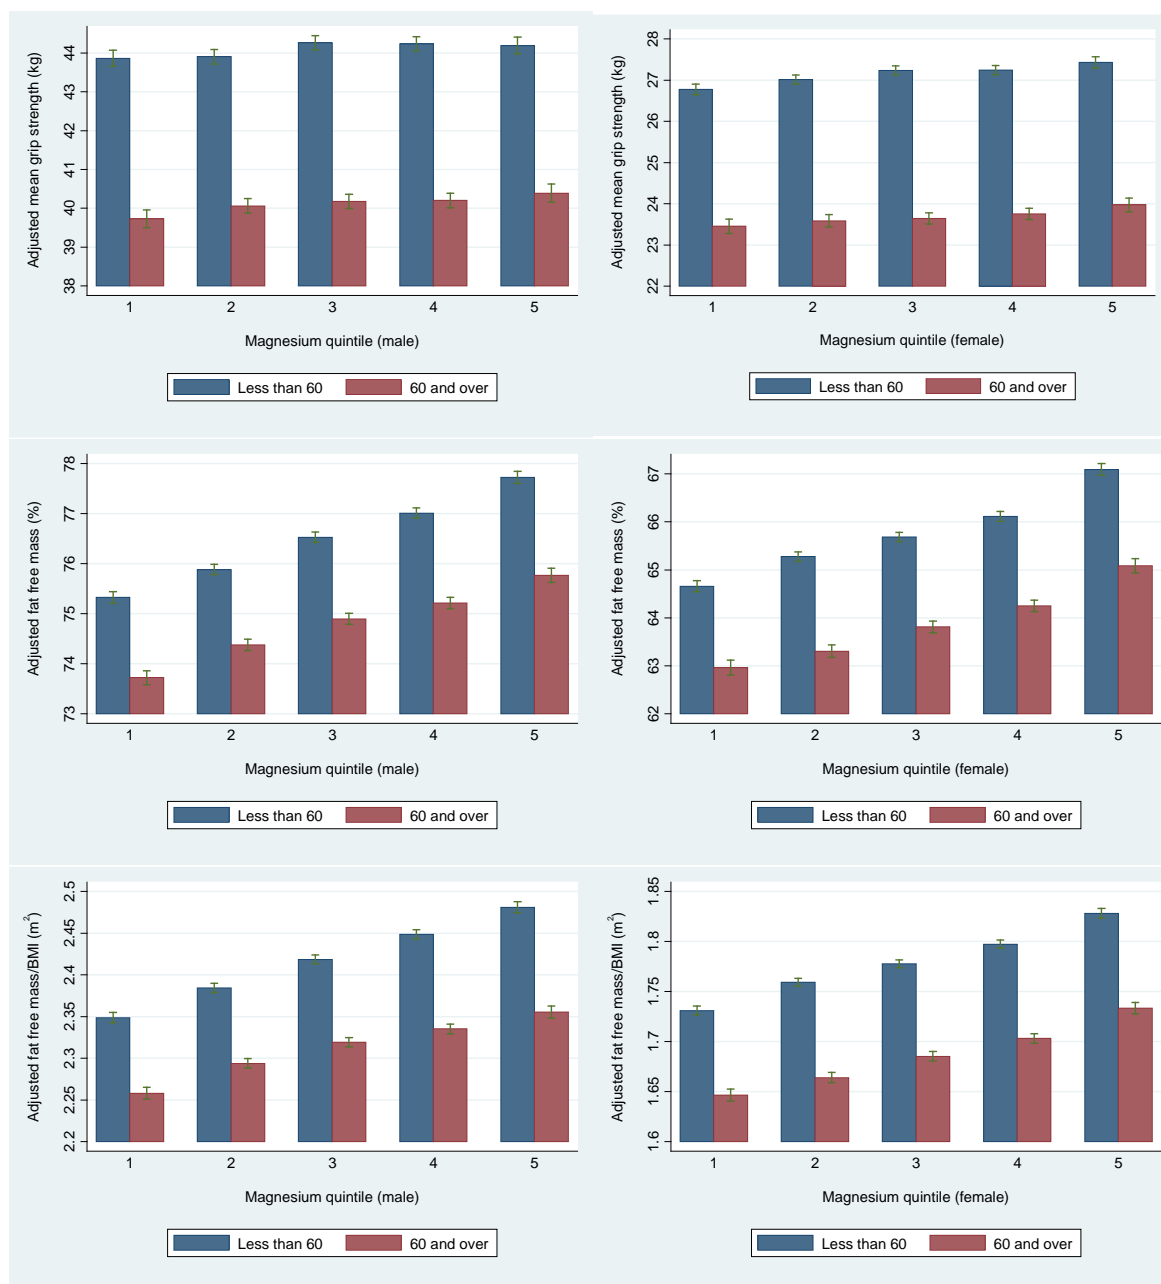 Adjusted mean grip strength (kg)
44
43
42
41
40
39
38
1 2 3 4 5
Magnesium quintile (male)
Less than 60 60 and over
Adjusted mean grip strength (kg)
28
27
26
25
24
23
22
1 2 3 4 5
Magnesium quintile (female)
Less than 60 60 and over
Adjusted fat free mass (%)
78
77
76
75
74
73
1 2 3 4 5
Magnesium quintile (male)
Less than 60 60 and over
Adjusted fat free mass (%)
67
66
65
64
63
62
1 2 3 4 5
Magnesium quintile (female)
Less than 60 60 and over
Adjusted fat free mass/BMI (m²)
2.5
2.45
2.4
2.35
2.3
2.25
2.2
1 2 3 4 5
Magnesium quintile (male)
Less than 60 60 and over
Adjusted fat free mass/BMI (m²)
1.85
1.8
1.75
1.7
1.65
1.6
1 2 3 4 5
Magnesium quintile (female)
Less than 60 60 and over